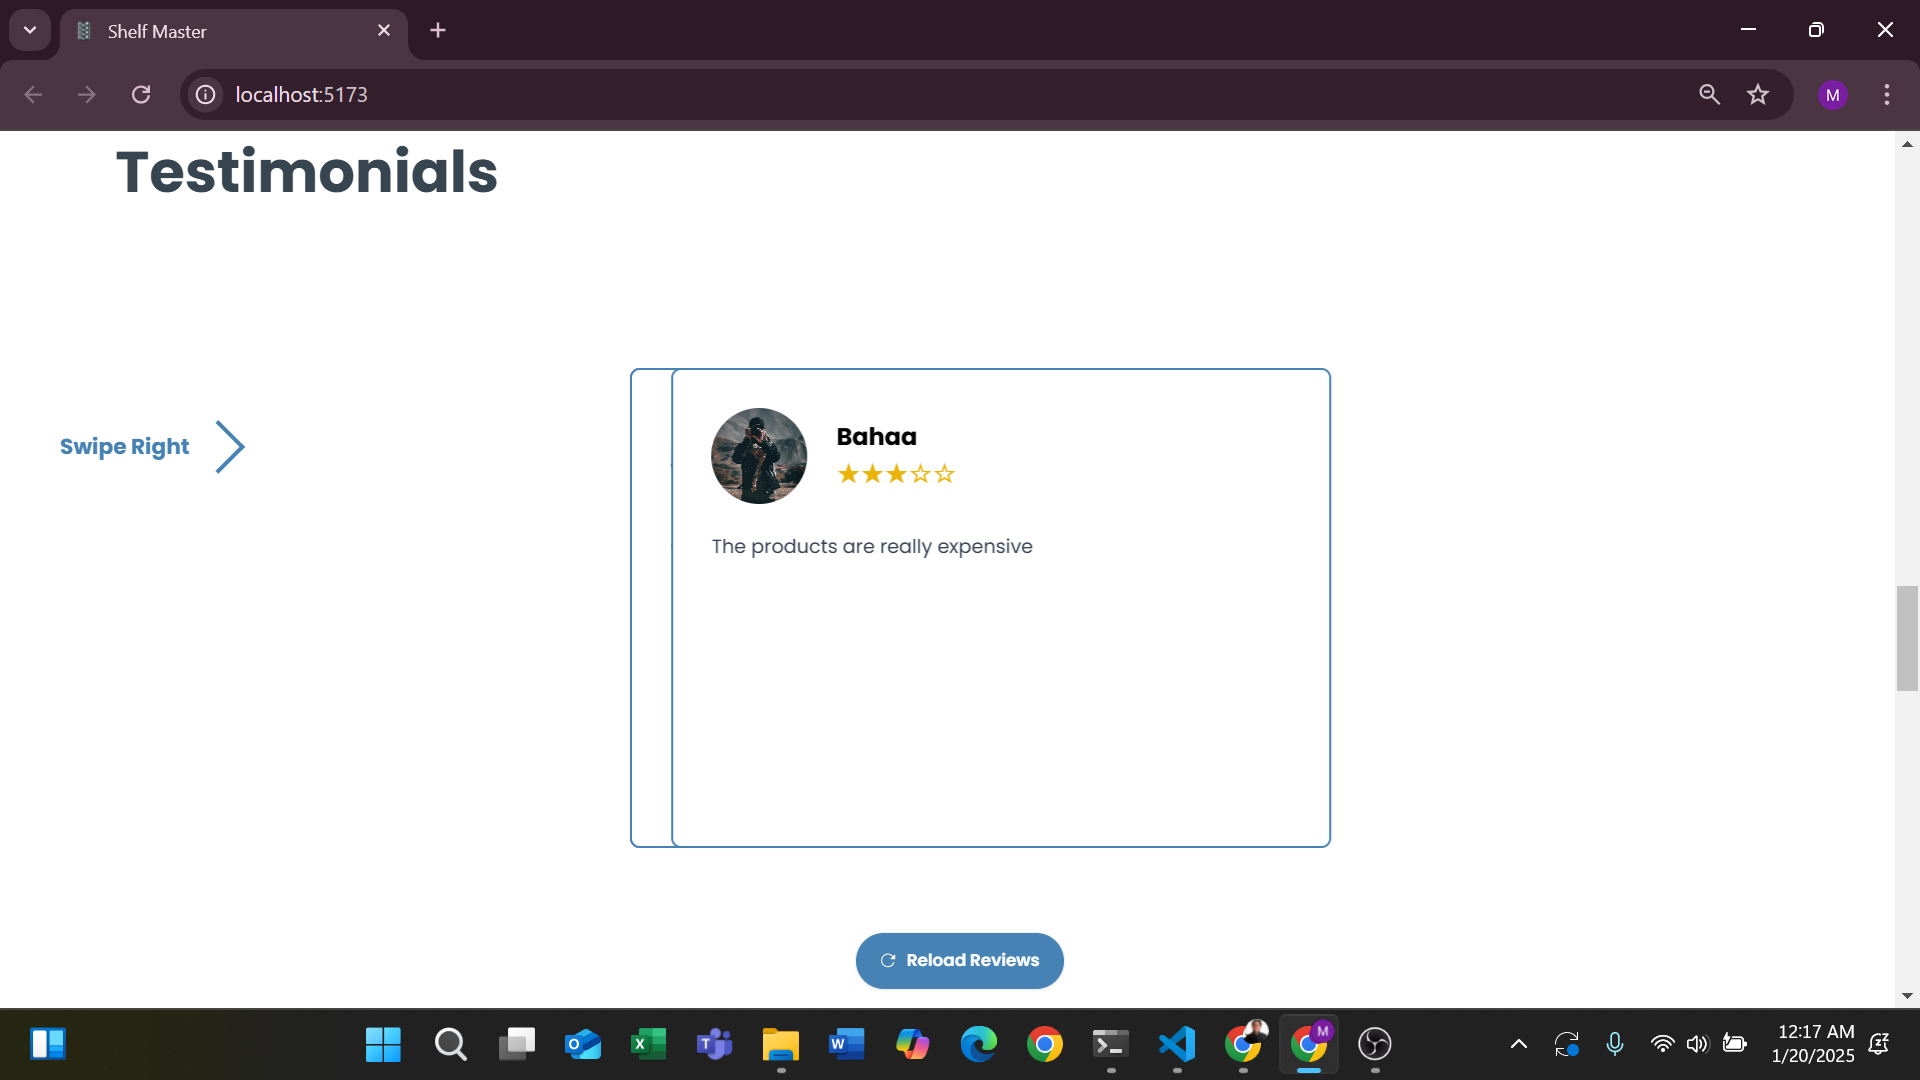 Shelf Master
localhost:5173
M
Testimonials
Swipe Right
Bahaa
★★★☆☆
The products are really expensive
Reload Reviews
12:17 AM
1/20/2025